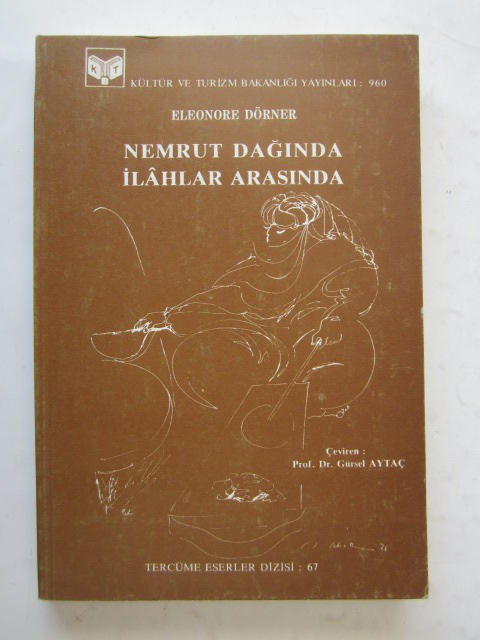 K T
KÜLTÜR VE TURİZM BAKANLIĞI YAYINLARI : 960
ELEONORE DÖRNER
NEMRUT DAĞINDA
İLÂHLAR ARASINDA
Çeviren :
Prof. Dr. Gürsel AYTAÇ
TERCÜME ESERLER DİZİSİ : 67